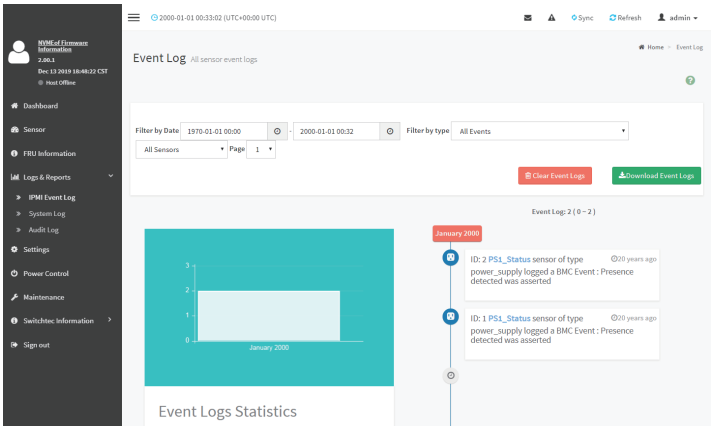 2000-01-01 00:33:02 (UTC+00:00 UTC)
Sync
Refresh
admin
NVMEof Firmware
Information
2.00.1
Dec 13 2019 18:48:22 CST
Host Offline
Dashboard
Sensor
FRU Information
Logs & Reports
» IPMI Event Log
» System Log
» Audit Log
Settings
Power Control
Maintenance
Switchtec Information
Sign out
Event Log All sensor event logs
Home - Event Log
Filter by Date 1970-01-01 00:00 - 2000-01-01 00:32 Filter by type All Events
All Sensors Page 1
Clear Event Logs
Download Event Logs
Event Log: 2 ( 0 – 2 )
3
2
1
0
January 2000
Event Logs Statistics
January 2000
ID: 2 PS1_Status sensor of type 20 years ago
power_supply logged a BMC Event : Presence
detected was asserted
ID: 1 PS1_Status sensor of type 20 years ago
power_supply logged a BMC Event : Presence
detected was asserted